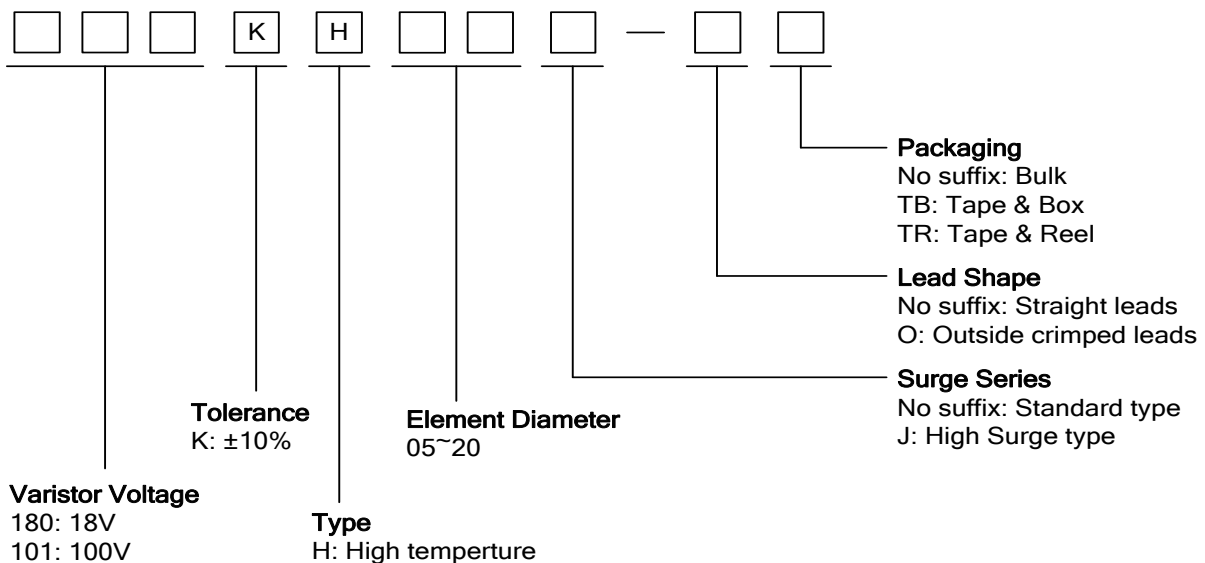 K H —
Packaging
No suffix: Bulk
TB: Tape & Box
TR: Tape & Reel
Lead Shape
No suffix: Straight leads
O: Outside crimped leads
Surge Series
No suffix: Standard type
J: High Surge type
Tolerance
K: ±10%
Element Diameter
05~20
Varistor Voltage
180: 18V
101: 100V
Type
H: High temperture